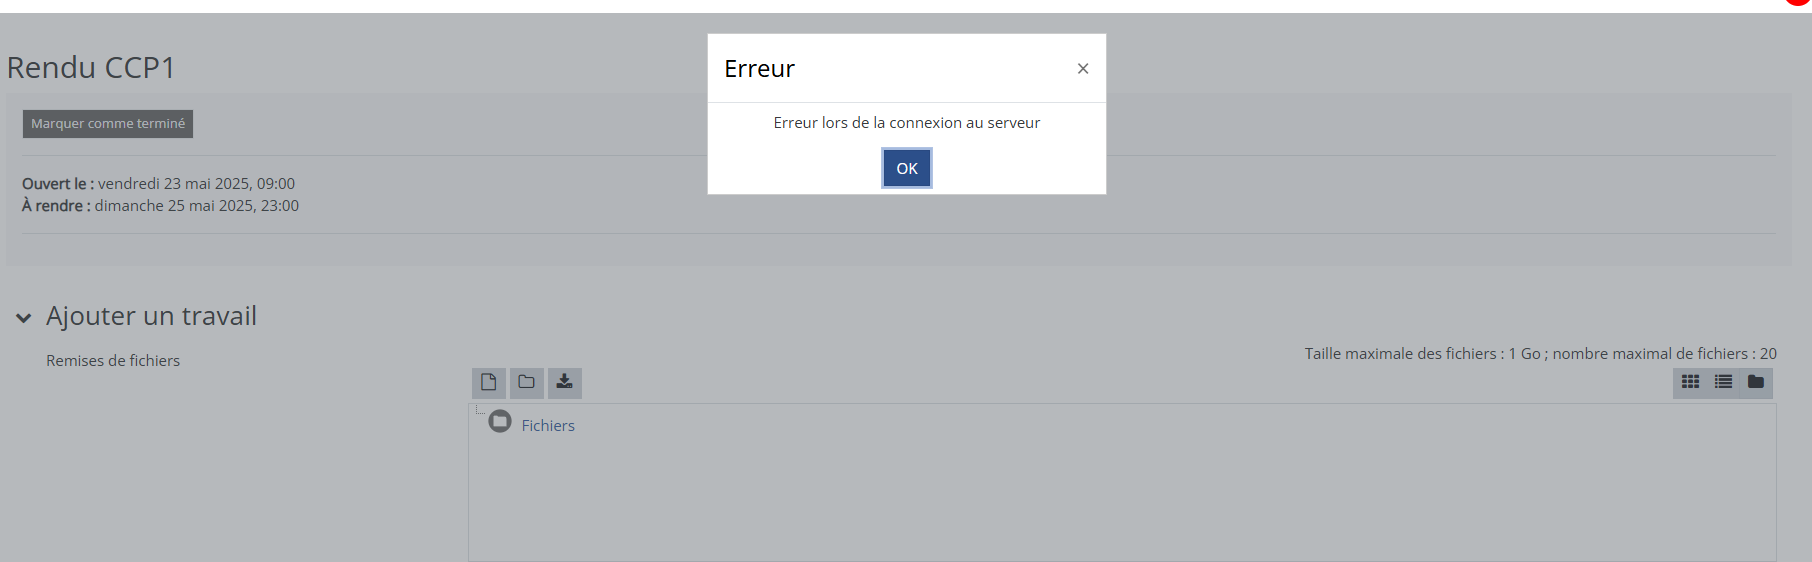 Rendu CCP1
Erreur
×
Marquer comme terminé
Erreur lors de la connexion au serveur
OK
Ouvert le : vendredi 23 mai 2025, 09:00
À rendre : dimanche 25 mai 2025, 23:00
Ajouter un travail
Remises de fichiers
Taille maximale des fichiers : 1 Go ; nombre maximal de fichiers : 20
Fichiers